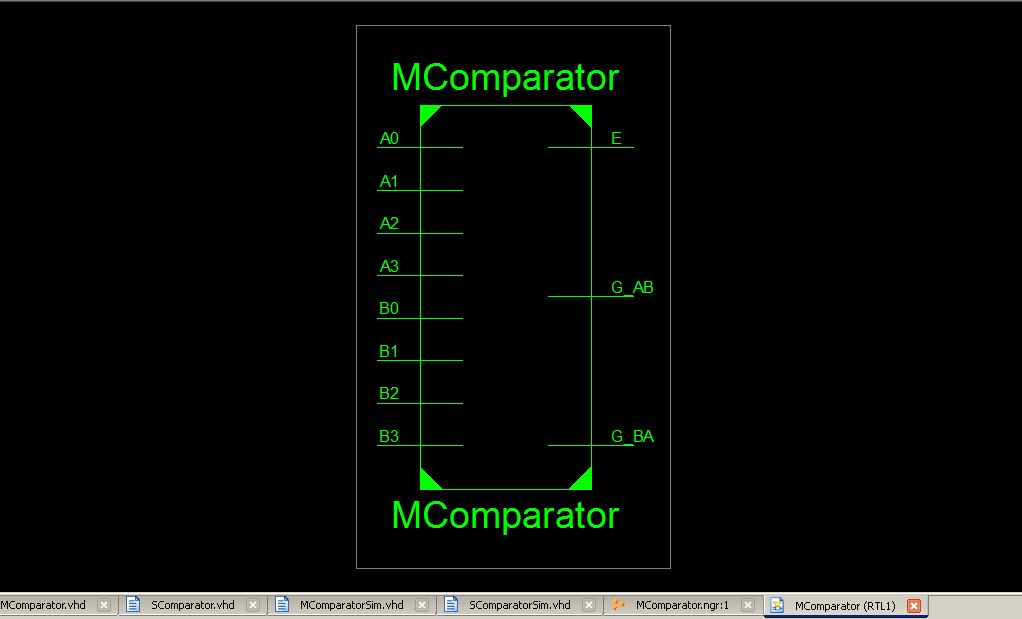 MComparator
A0
E
A1
A2
A3
G_AB
B0
B1
B2
B3
G_BA
MComparator
MComparator.vhd
SComparator.vhd
MComparatorSim.vhd
SComparatorSim.vhd
MComparator.ngr:1
MComparator (RTL1)